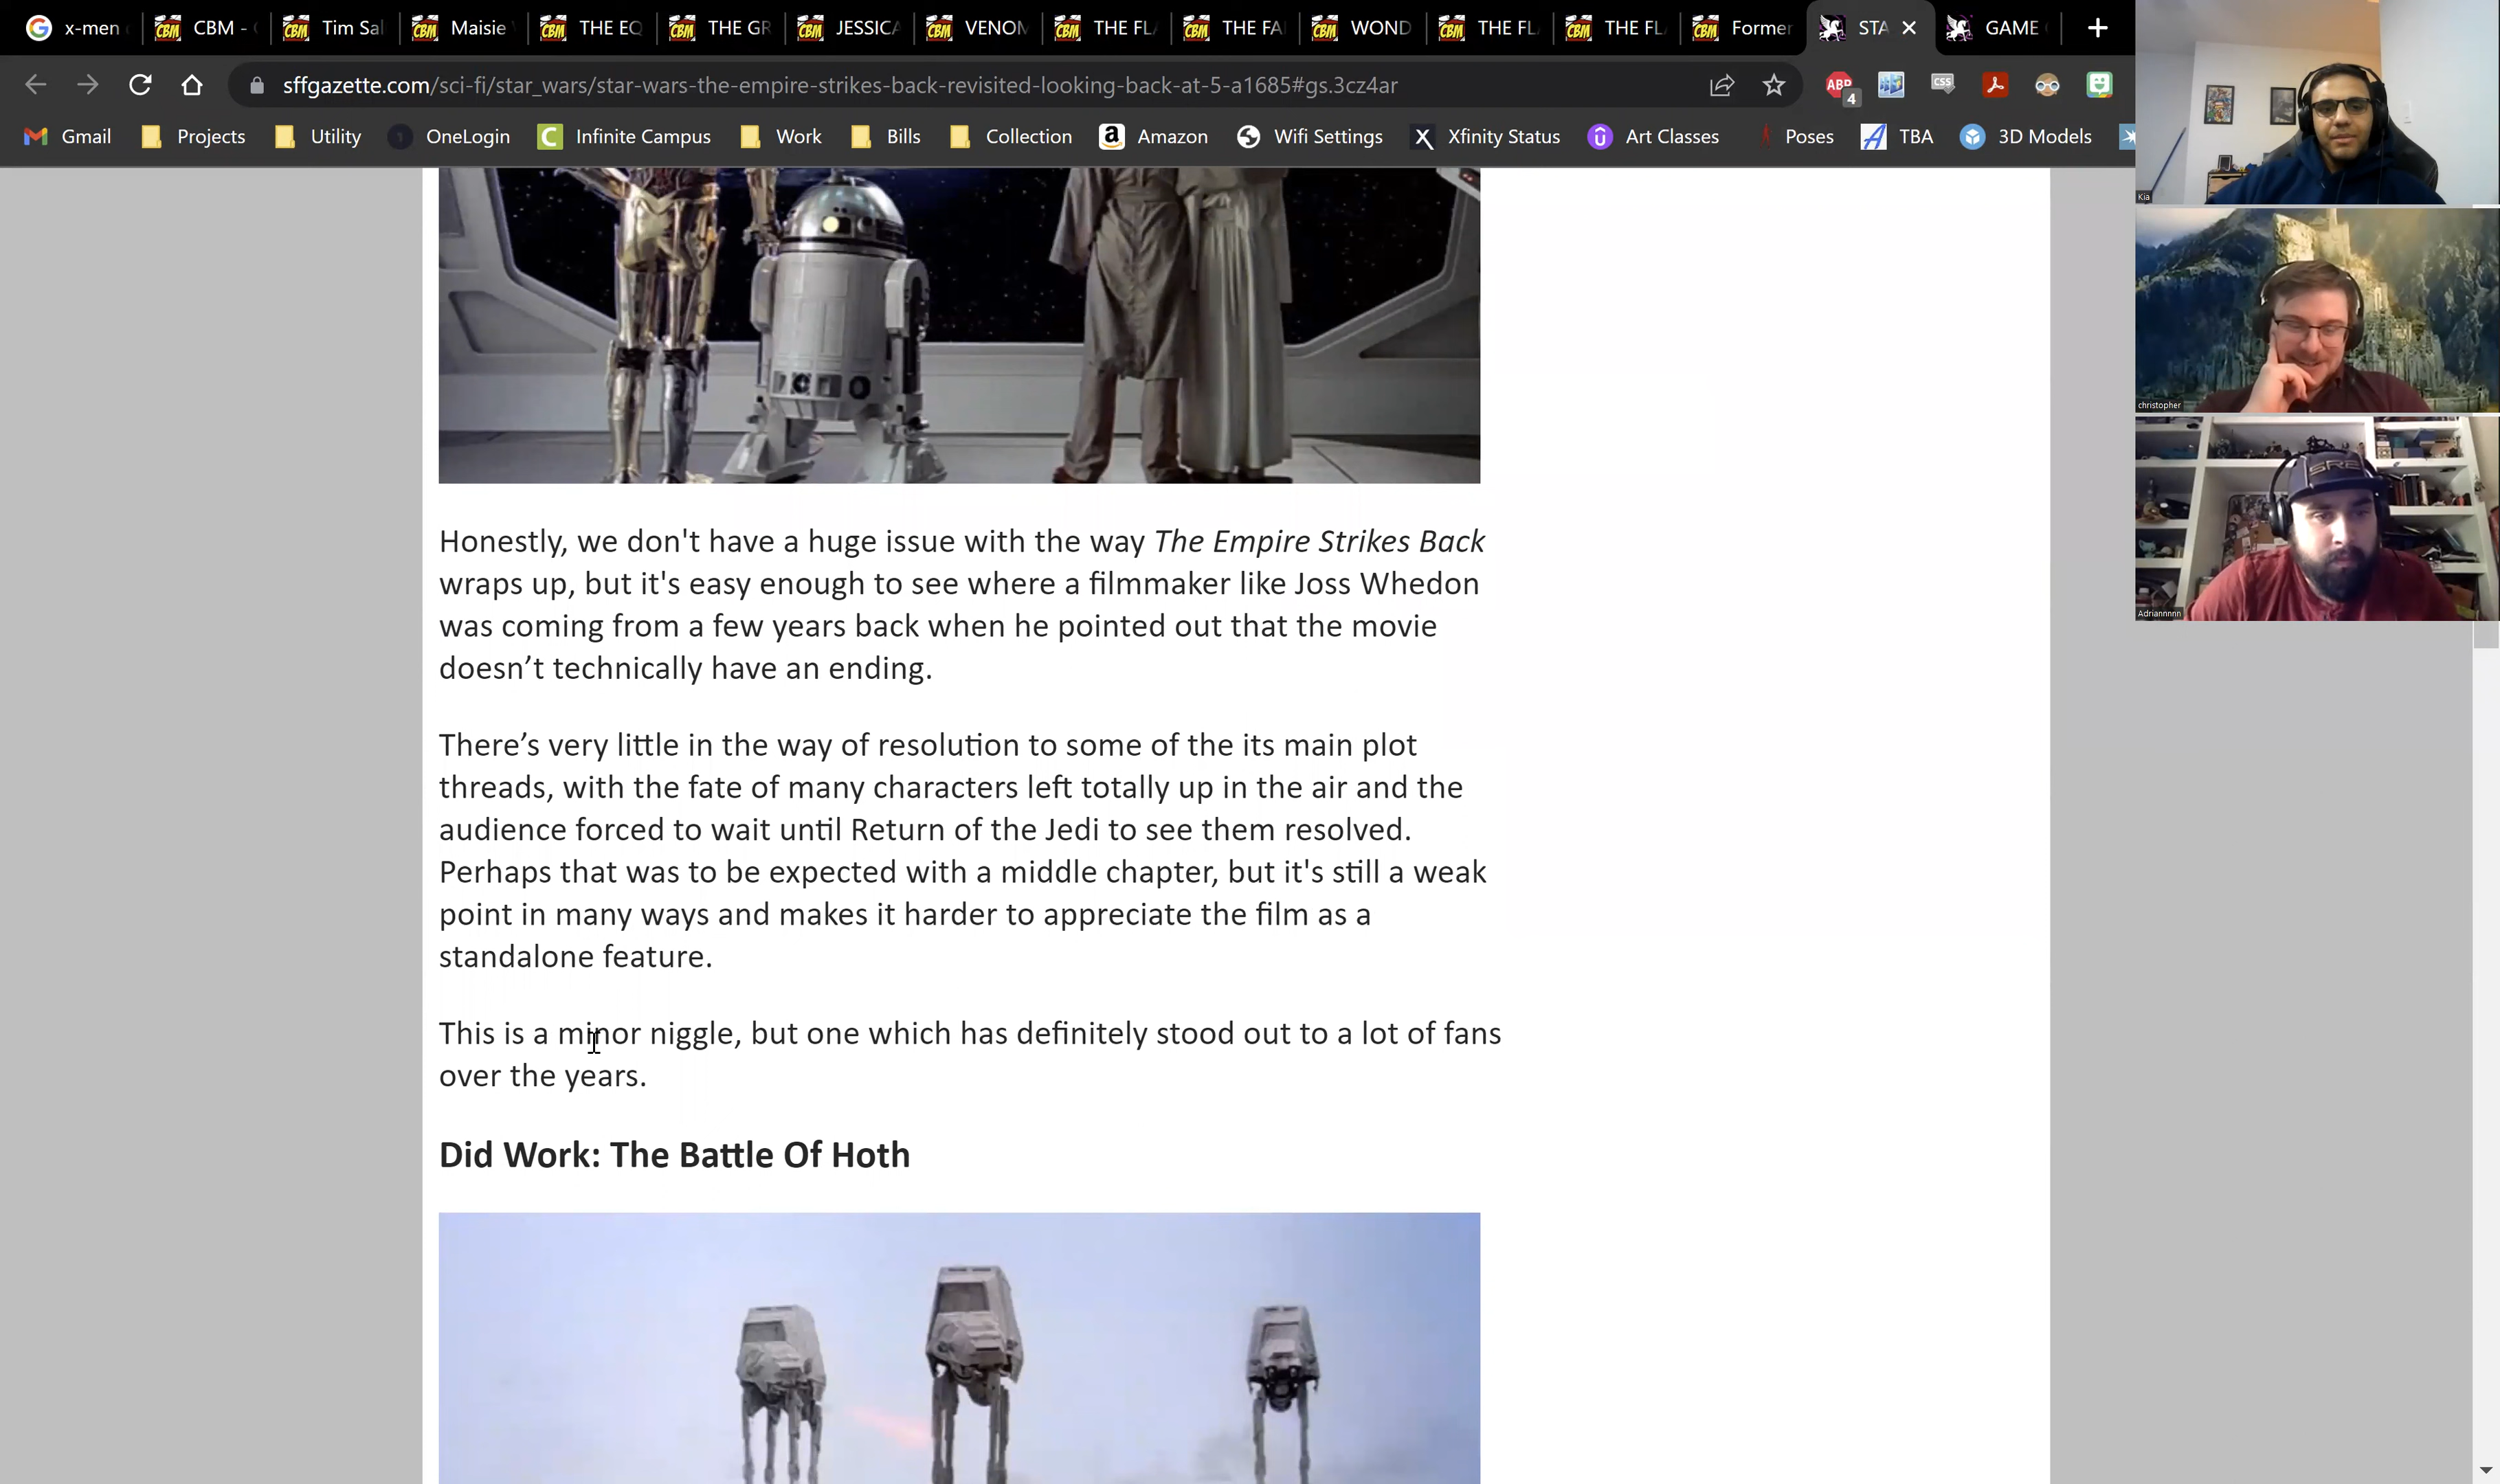 x-men
CBM -
Tim Sal
Maisie
THE EQ
THE GR
JESSICA
VENOM
THE FL
THE FA
WOND
THE FL
THE FL
Former
STA
GAME
sffgazette.com/sci-fi/star_wars/star-wars-the-empire-strikes-back-revisited-looking-back-at-5-a1685#gs.3cz4ar
ABP
4
CSS
Gmail
Projects
Utility
OneLogin
Infinite Campus
Work
Bills
Collection
Amazon
Wifi Settings
Xfinity Status
Art Classes
Poses
TBA
3D Models
Kia
christopher
Adriannnnn
Honestly, we don't have a huge issue with the way The Empire Strikes Back
wraps up, but it's easy enough to see where a filmmaker like Joss Whedon
was coming from a few years back when he pointed out that the movie
doesn’t technically have an ending.
There’s very little in the way of resolution to some of the its main plot
threads, with the fate of many characters left totally up in the air and the
audience forced to wait until Return of the Jedi to see them resolved.
Perhaps that was to be expected with a middle chapter, but it's still a weak
point in many ways and makes it harder to appreciate the film as a
standalone feature.
This is a minor niggle, but one which has definitely stood out to a lot of fans
over the years.
Did Work: The Battle Of Hoth